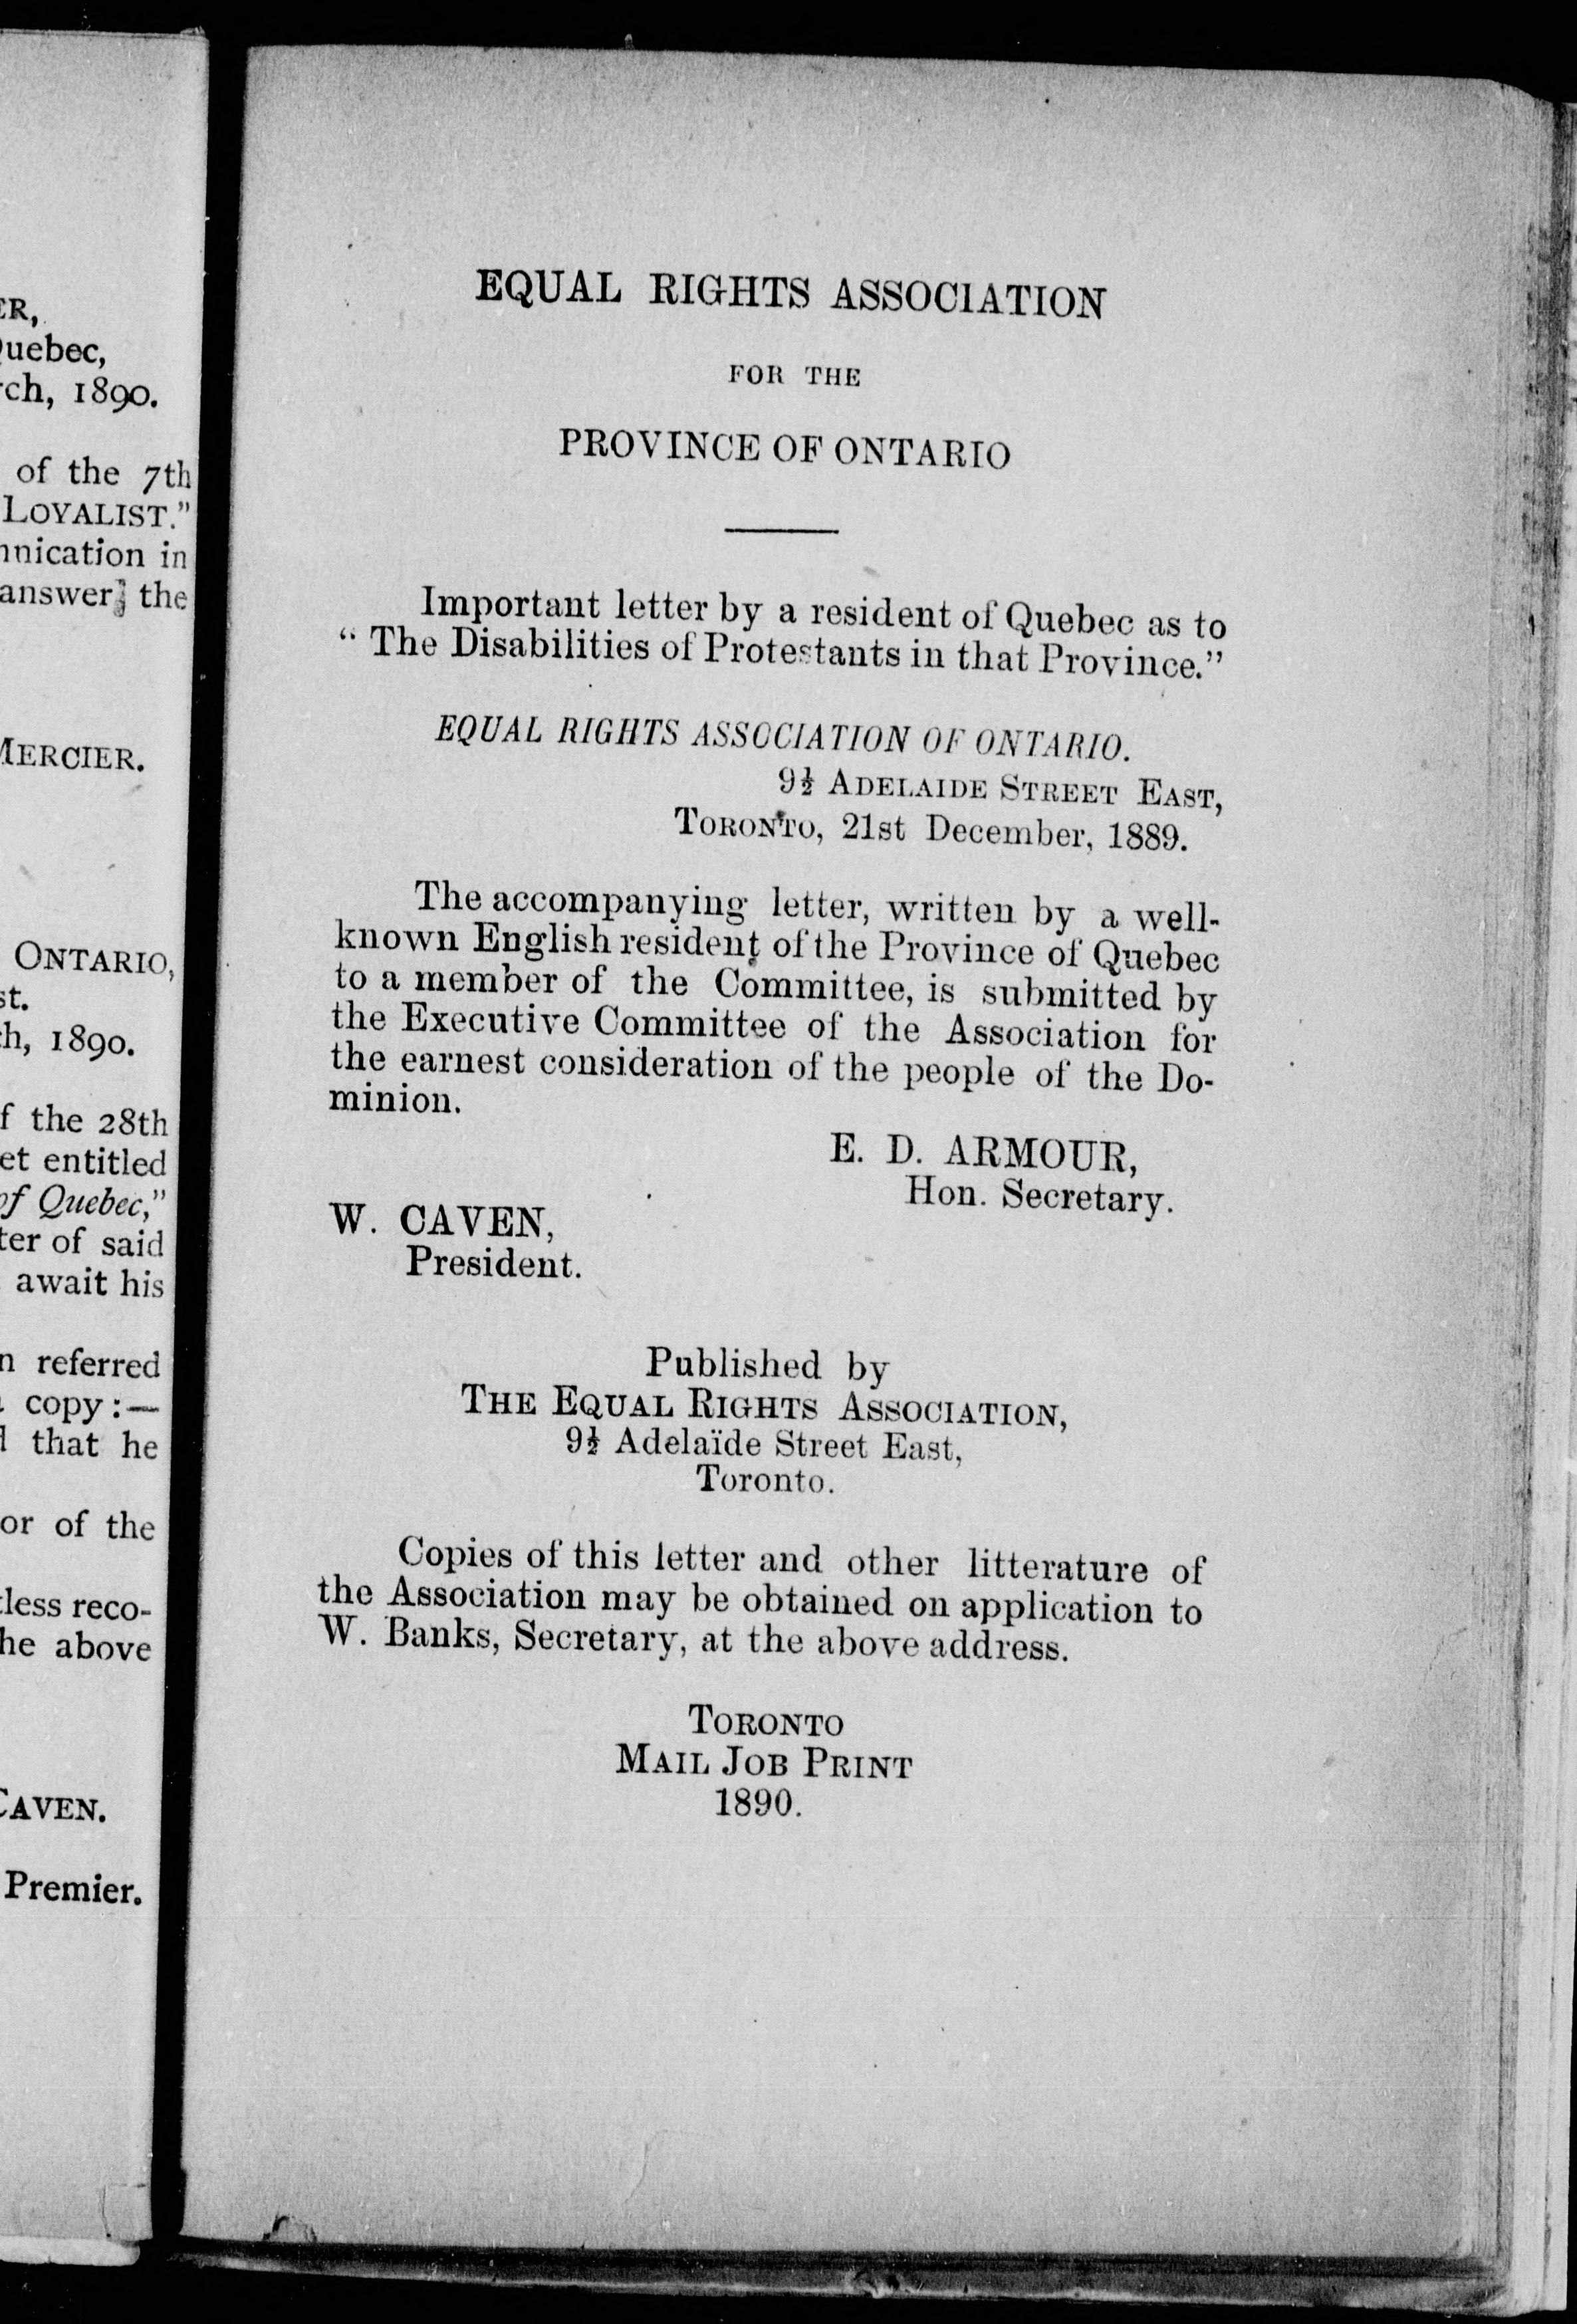 ER,
Quebec,
rch, 1890.
of the 7th
LOYALIST."
nication in
answer; the
MERCIER.
ONTARIO,
st.
ch, 1890.
f the 28th
et entitled
of Quebec,"
ter of said
await his
n referred
copy:—
d that he
or of the
tless reco-
he above
CAVEN.
Premier.
EQUAL RIGHTS ASSOCIATION
FOR THE
PROVINCE OF ONTARIO
Important letter by a resident of Quebec as to
" The Disabilities of Protestants in that Province."
EQUAL RIGHTS ASSOCIATION OF ONTARIO.
9½ ADELAIDE STREET EAST,
TORONTO, 21st December, 1889.
The accompanying letter, written by a well-
known English resident of the Province of Quebec
to a member of the Committee, is submitted by
the Executive Committee of the Association for
the earnest consideration of the people of the Do-
minion.
E. D. ARMOUR,
Hon. Secretary.
W. CAVEN,
President.
Published by
THE EQUAL RIGHTS ASSOCIATION,
9½ Adelaïde Street East,
Toronto.
Copies of this letter and other litterature of
the Association may be obtained on application to
W. Banks, Secretary, at the above address.
TORONTO
MAIL JOB PRINT
1890.